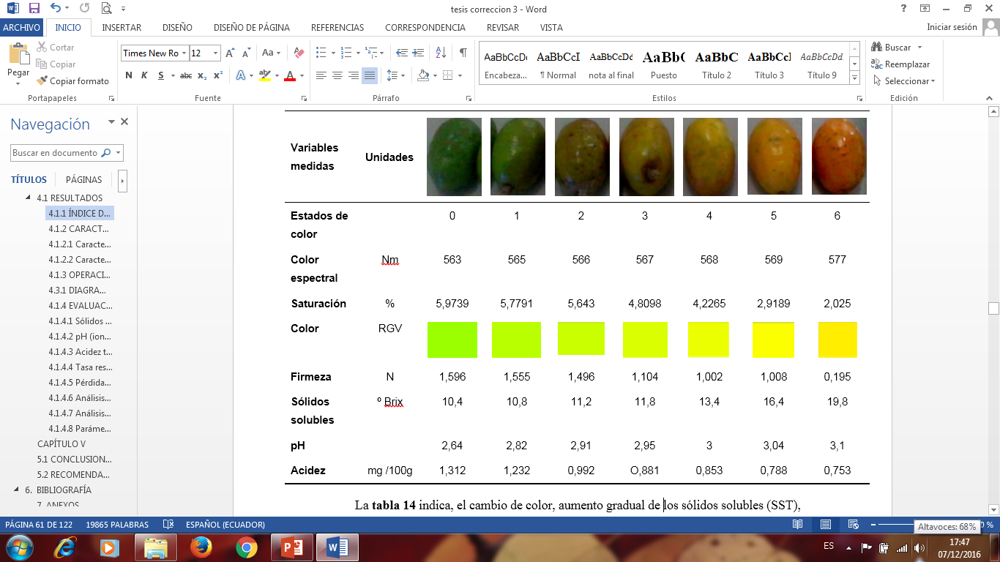 tesis correccion 3 - Word
ARCHIVO INICIO INSERTAR DISEÑO DISEÑO DE PÁGINA REFERENCIAS CORRESPONDENCIA REVISAR VISTA Iniciar sesión
Pegar
Cortar
Copiar
Copiar formato
Portapapeles
Times New Ro 12
N K S abc x₂ x²
Fuente
Párrafo
AaBbCcDc AaBbCcI AaBbCcDd AaBb( AaBbC AaBbCcl AaBbCcDd.
Encabeza... ¶ Normal nota al final Puesto Título 2 Título 3 Título 9
Estilos
Buscar
Reemplazar
Seleccionar
Edición
Navegación
Buscar en documento
TÍTULOS PÁGINAS
4.1 RESULTADOS
4.1.1 ÍNDICE D...
4.1.2 CARACT...
4.1.2.1 Caracte...
4.1.2.2 Caracte...
4.1.3 OPERACI...
4.3.1 DIAGRA...
4.1.4 EVALUAC...
4.1.4.1 Sólidos ...
4.1.4.2 pH (ion...
4.1.4.3 Acidez t...
4.1.4.4 Tasa res...
4.1.4.5 Pérdida...
4.1.4.6 Análisis...
4.1.4.7 Análisis...
4.1.4.8 Paráme...
CAPÍTULO V
5.1 CONCLUSION...
5.2 RECOMENDA...
6. BIBLIOGRAFÍA
7. ANEXOS
Variables medidas Unidades
Estados de color 0 1 2 3 4 5 6
Color espectral Nm 563 565 566 567 568 569 577
Saturación % 5,9739 5,7791 5,643 4,8098 4,2265 2,9189 2,025
Color RGV
Firmeza N 1,596 1,555 1,496 1,104 1,002 1,008 0,195
Sólidos solubles º Brix 10,4 10,8 11,2 11,8 13,4 16,4 19,8
pH 2,64 2,82 2,91 2,95 3 3,04 3,1
Acidez mg /100g 1,312 1,232 0,992 O,881 0,853 0,788 0,753
La tabla 14 indica, el cambio de color, aumento gradual de los sólidos solubles (SST),
PÁGINA 61 DE 122 19865 PALABRAS ESPAÑOL (ECUADOR)
Altavoces: 68%
0 %
ES
17:47
07/12/2016